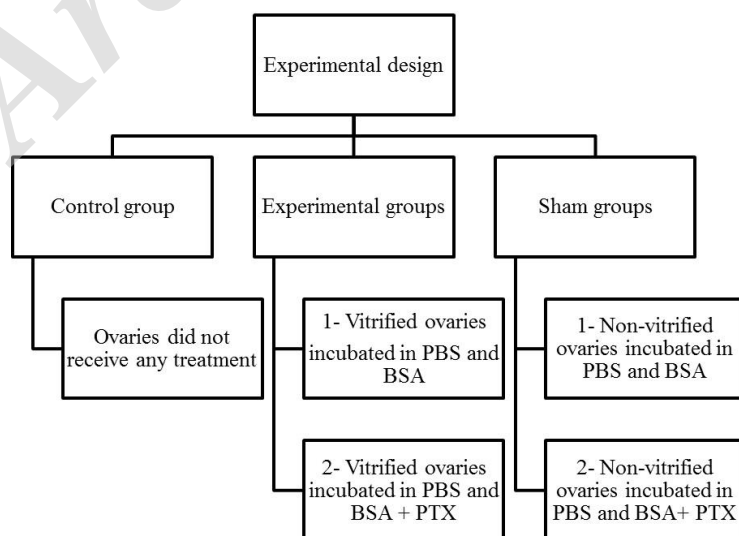 Experimental design
Control group
Experimental groups
Sham groups
Ovaries did not
receive any treatment
1- Vitrified ovaries
incubated in PBS and
BSA
1- Non-vitrified
ovaries incubated in
PBS and BSA
2- Vitrified ovaries
incubated in PBS and
BSA + PTX
2- Non-vitrified
ovaries incubated in
PBS and BSA+ PTX